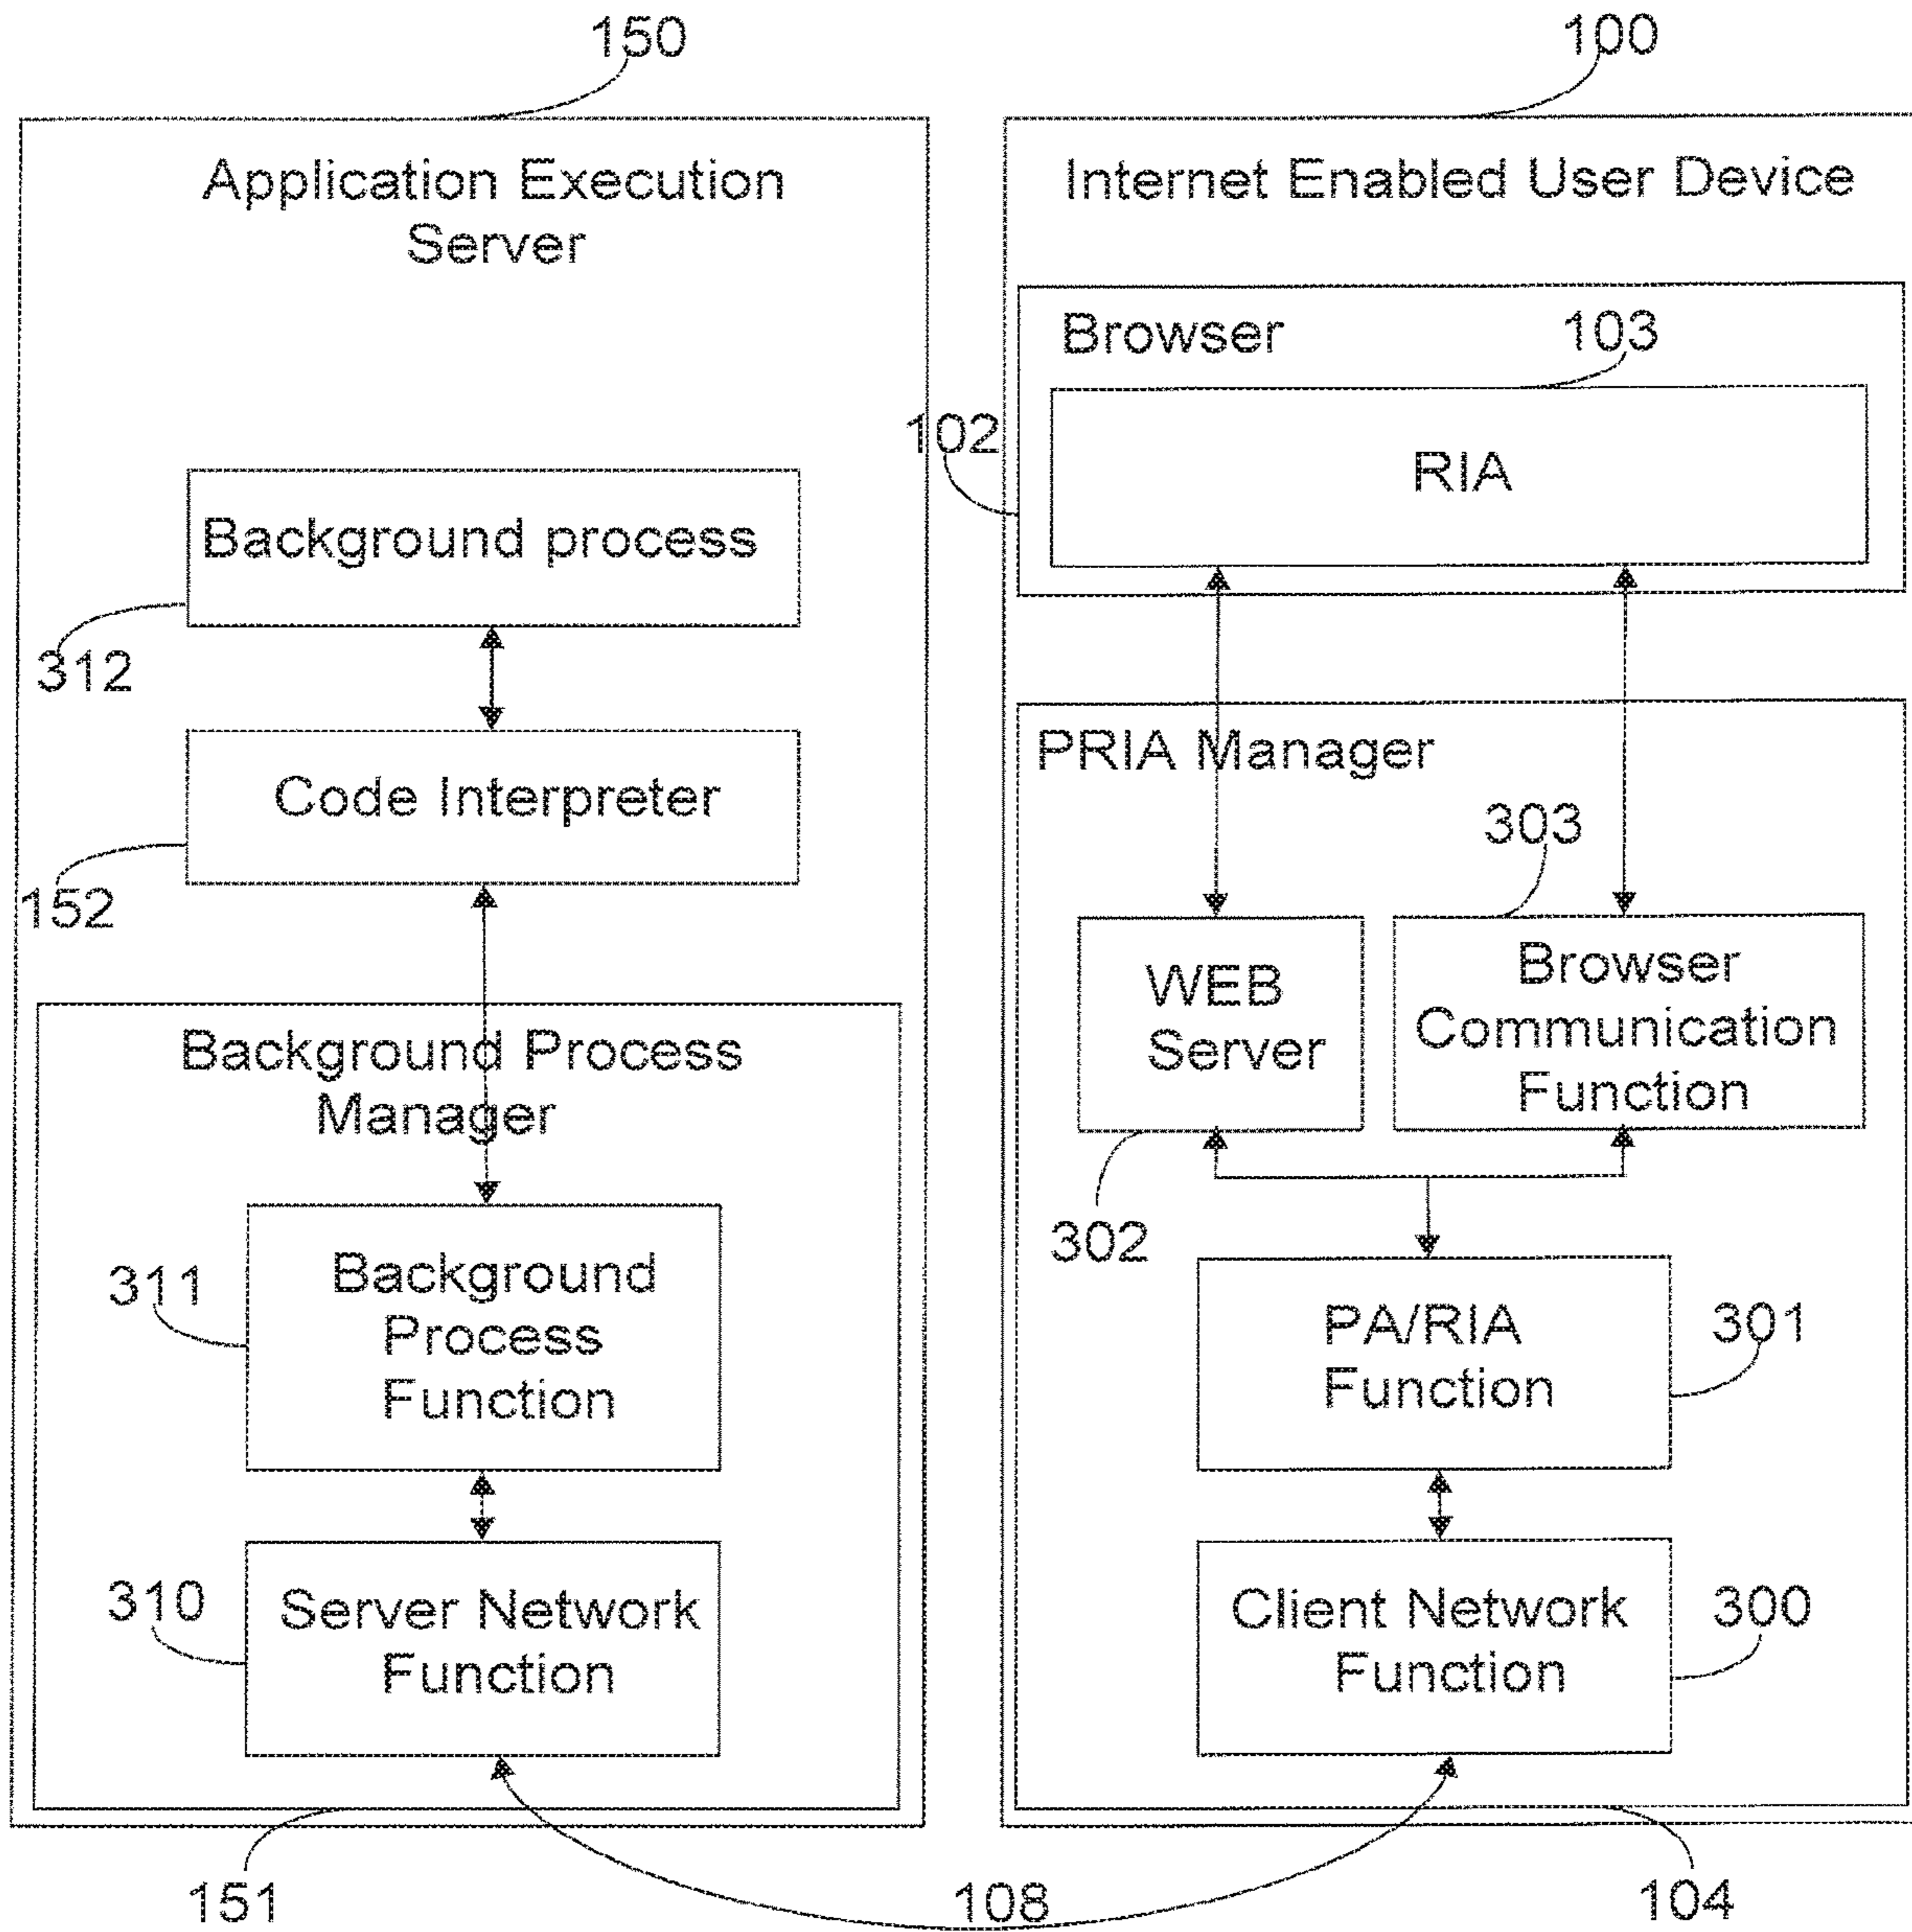 150
100
Application Execution
Server
Internet Enabled User Device
Browser
103
102
RIA
Background process
312
PRIA Manager
Code Interpreter
303
152
WEB
Server
Browser
Communication
Function
Background Process
Manager
302
311
Background
Process
Function
PA/RIA
Function
301
310
Server Network
Function
Client Network
Function
300
151
108
104